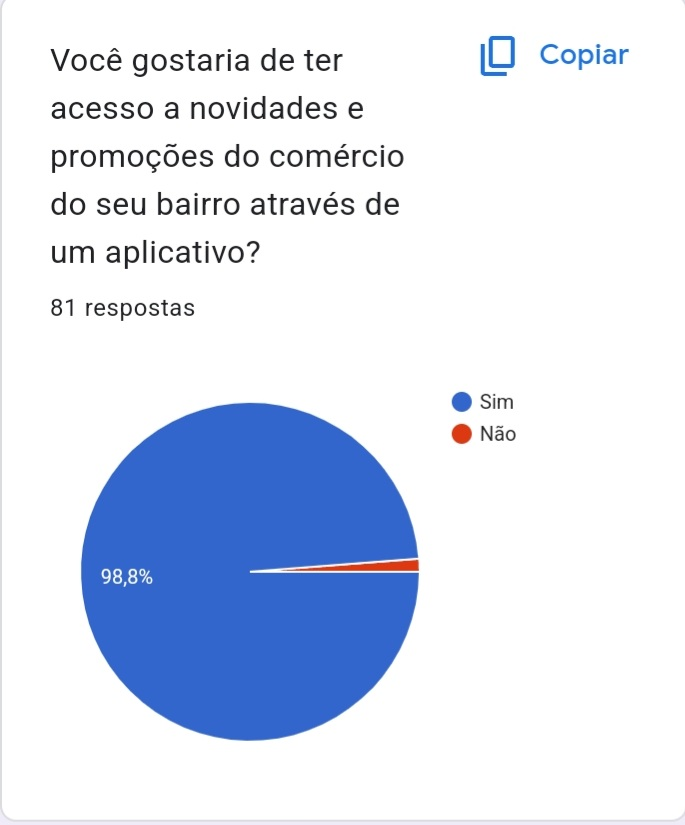 Você gostaria de ter
acesso a novidades e
promoções do comércio
do seu bairro através de
um aplicativo?
Copiar
81 respostas
Sim
Não
98,8%